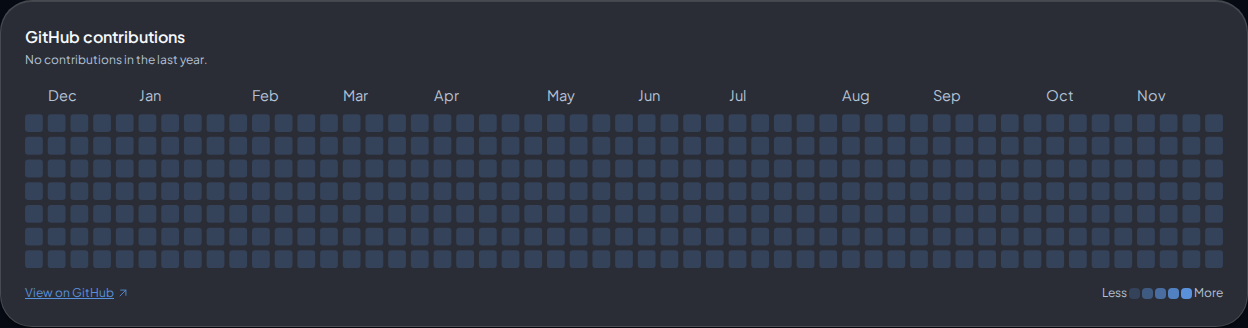 GitHub contributions
No contributions in the last year.
Dec Jan Feb Mar Apr May Jun Jul Aug Sep Oct Nov
View on GitHub
Less More